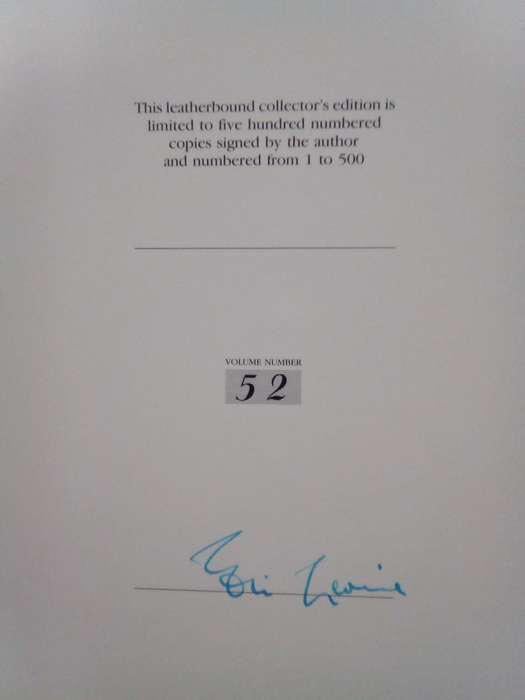 This leatherbound collector's edition is
limited to five hundred numbered
copies signed by the author
and numbered from 1 to 500
VOLUME NUMBER
52